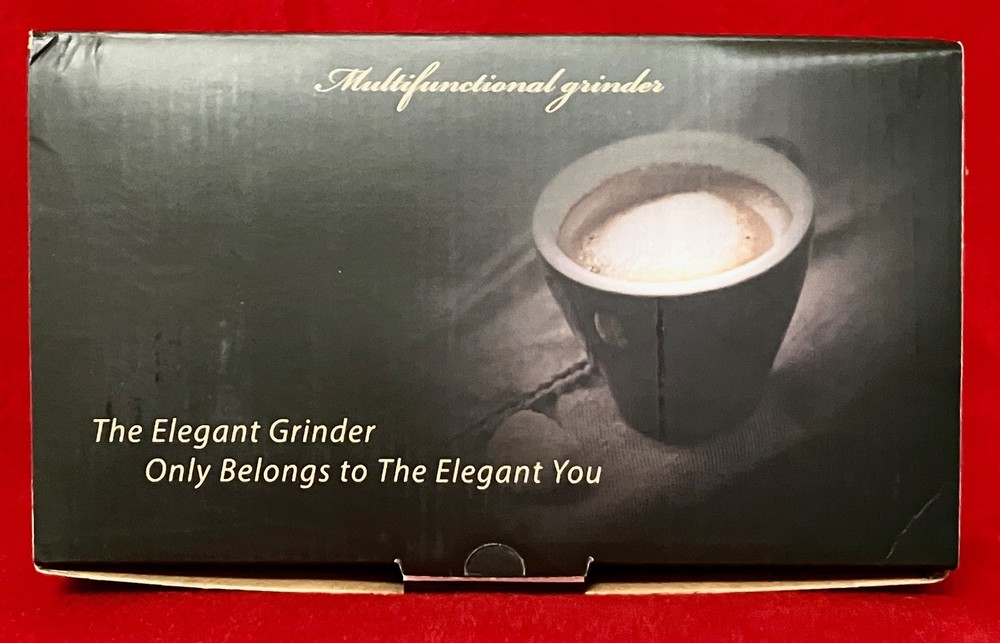 Multifunctional grinder
The Elegant Grinder
Only Belongs to The Elegant You